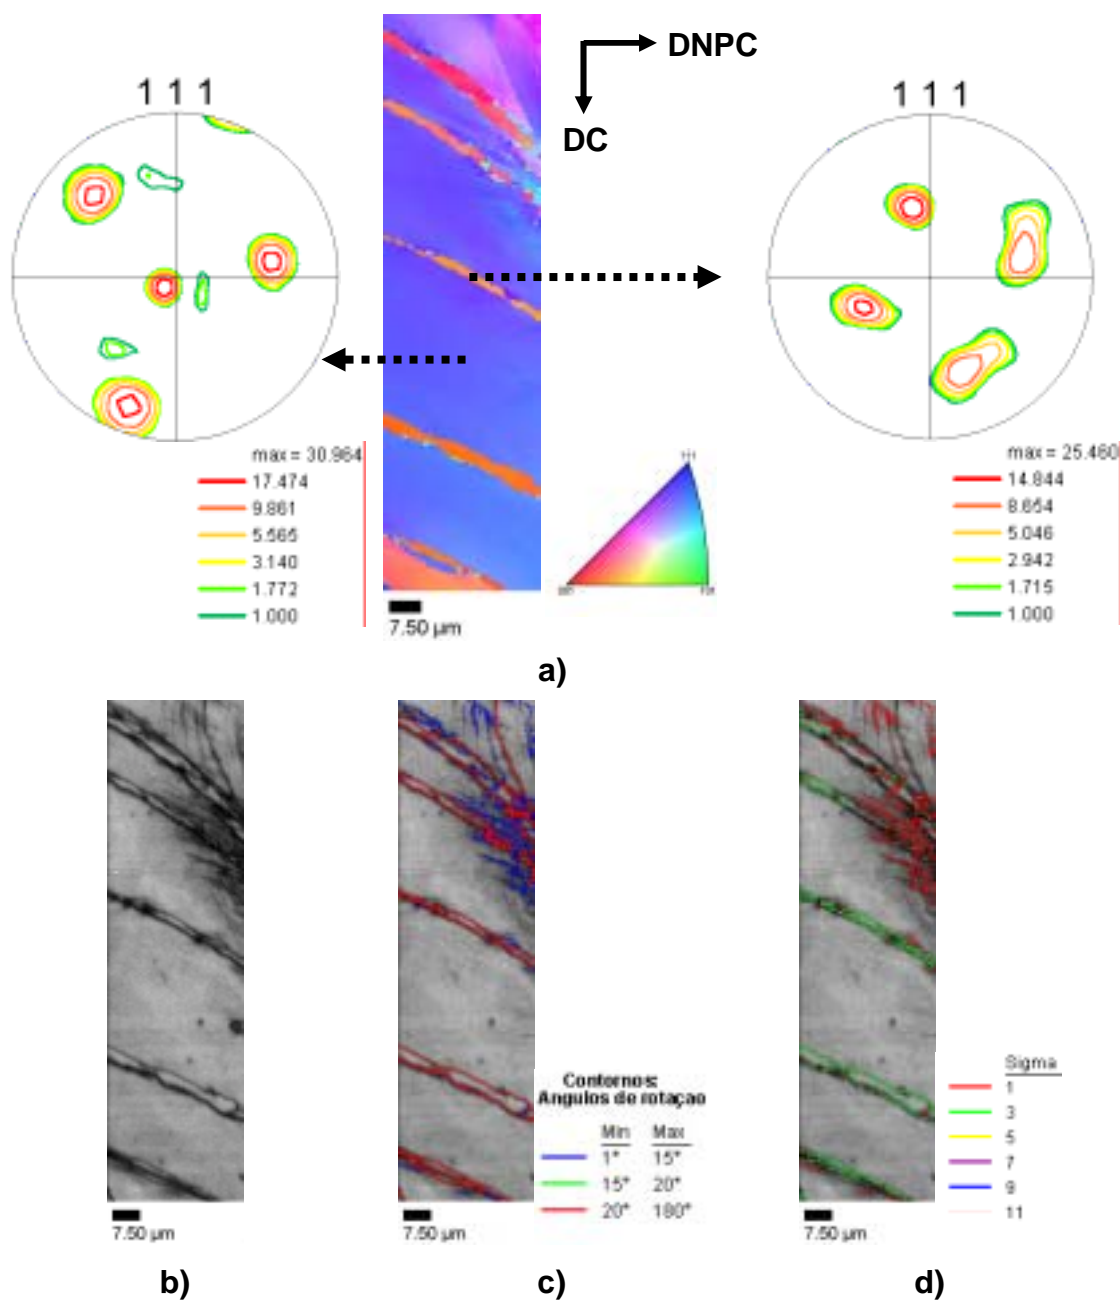 DNPC
DC
1 1 1
max = 30.964
17.474
9.861
5.565
3.140
1.772
1.000
1 1 1
max = 25.460
14.844
8.654
5.046
2.942
1.715
1.000
111
7.50 µm
a)
Contornos:
Angulos de rotaçao
Min Max
1° 15°
15° 20°
20° 180°
Sigma
1
3
5
7
9
11
7.50 µm
7.50 µm
7.50 µm
b)
c)
d)